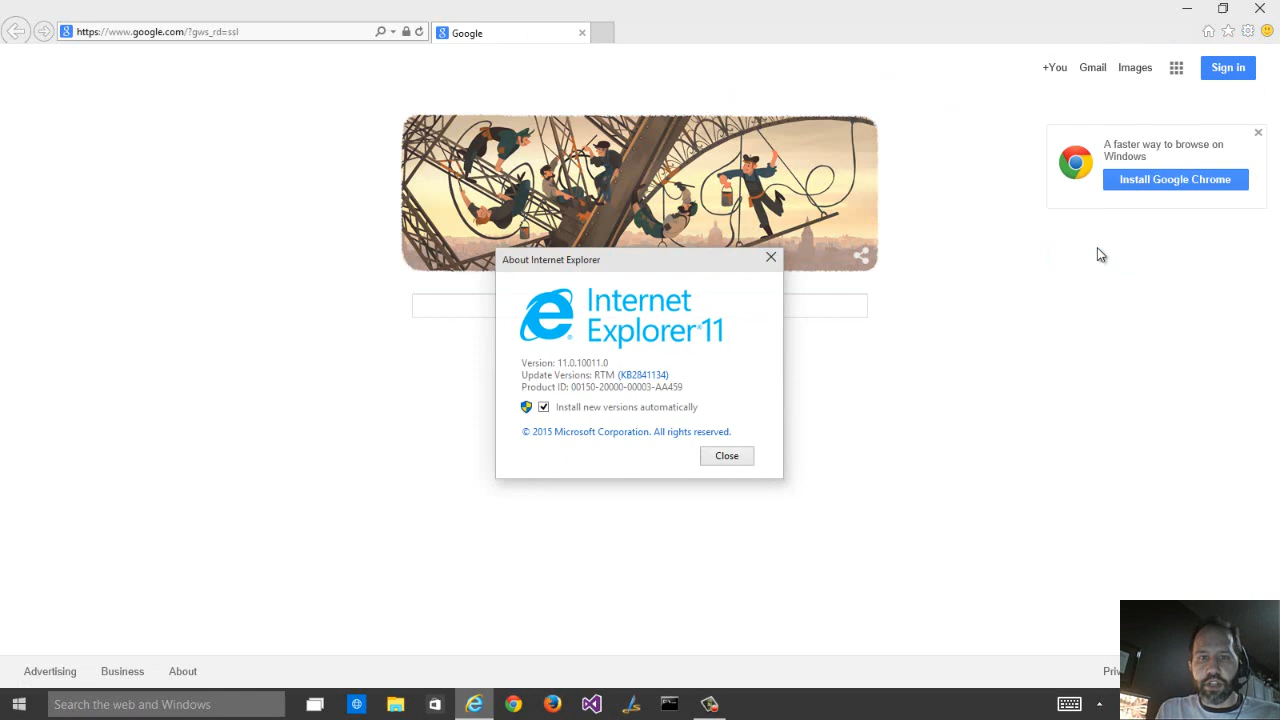 https://www.google.com/?gws_rd=ssl
Google
+You
Gmail
Images
Sign in
A faster way to browse on
Windows
Install Google Chrome
About Internet Explorer
Internet
Explorer 11
Version: 11.0.10011.0
Update Versions: RTM (KB2841134)
Product ID: 00150-20000-00003-AA459
Install new versions automatically
© 2015 Microsoft Corporation. All rights reserved.
Close
Advertising
Business
About
Search the web and Windows